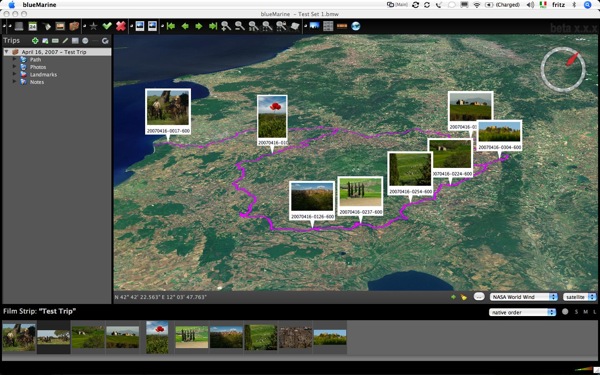 blueMarine
(Main)
(Charged)
fritz
blueMarine - Test Set 1.bmw
beta x.x.x
Trips
April 16, 2007 - Test Trip
Path
Photos
Landmarks
Notes
20070416-0017-600
20070416-010
20070416-01
20070416-0304-600
20070416-0224-600
20070416-0254-600
20070416-0126-600
20070416-0237-600
N 42° 42' 22.563" E 12° 03' 47.763"
NASA World Wind
satellite
Film Strip: "Test Trip"
native order
S M L